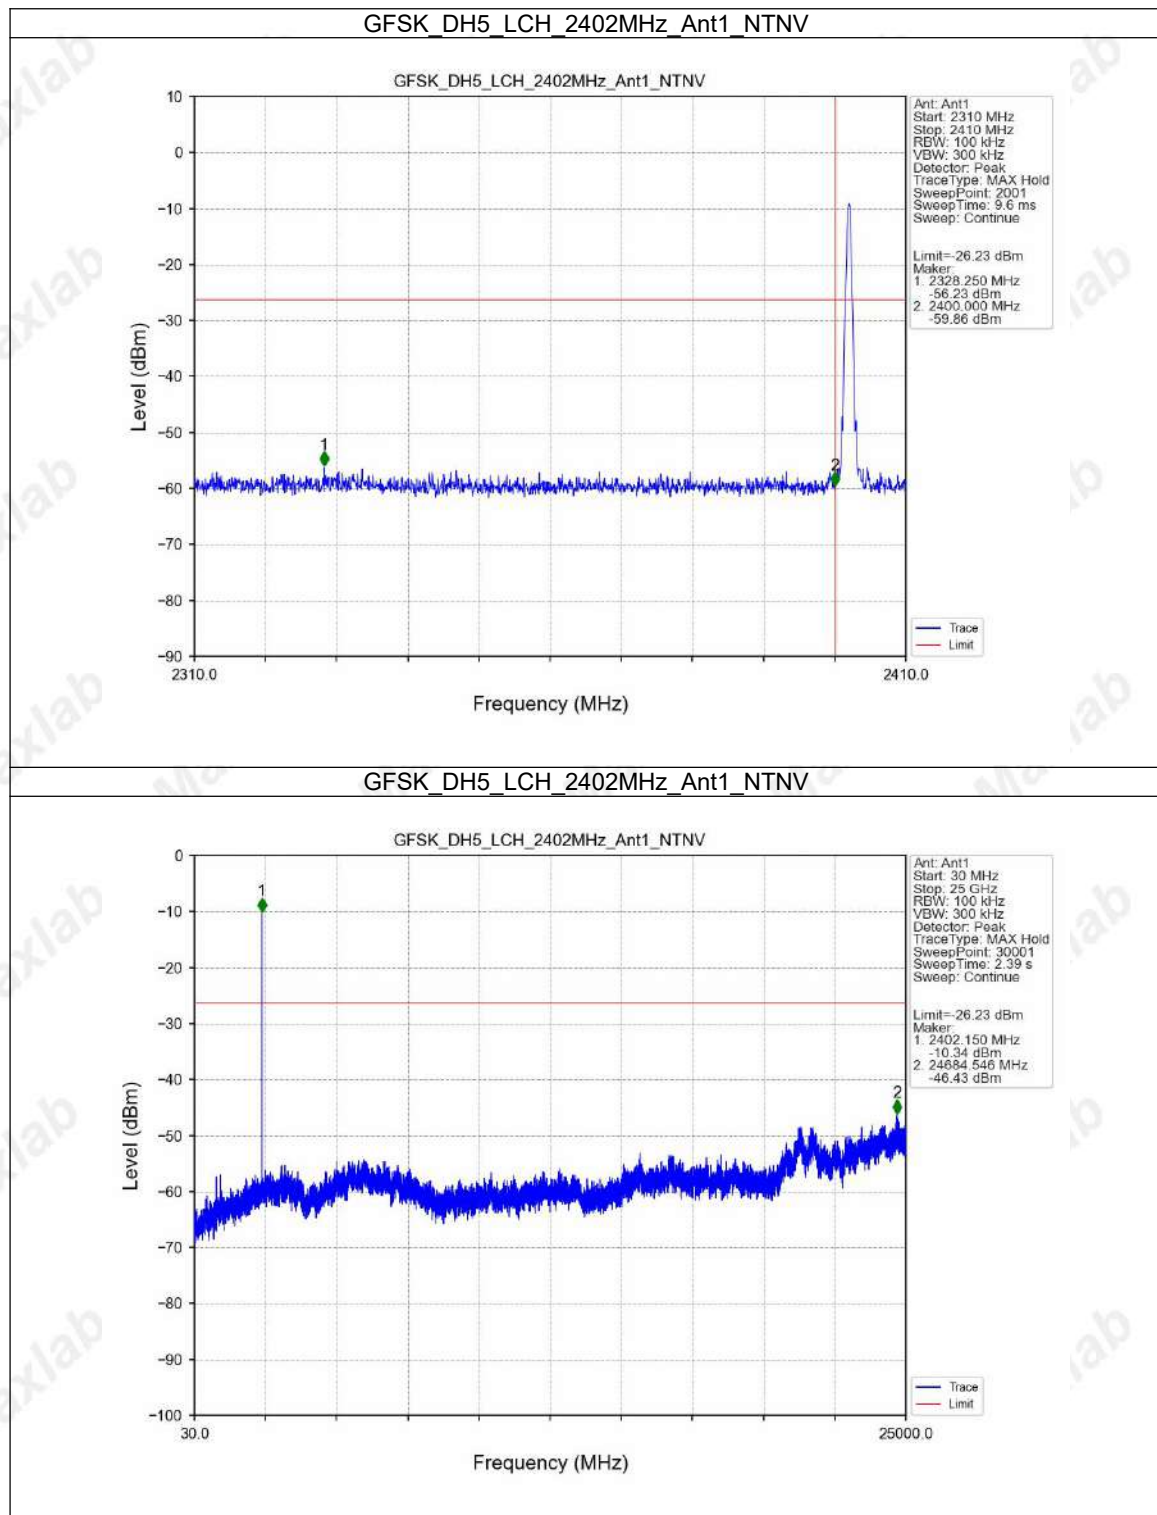 GFSK_DH5_LCH_2402MHz_Ant1_NTNV
GFSK_DH5_LCH_2402MHz_Ant1_NTNV
10
0
−10
−20
−30
−40
−50
−60
−70
−80
−90
Level (dBm)
1
2
2310.0
2410.0
Frequency (MHz)
Ant: Ant1
Start: 2310 MHz
Stop: 2410 MHz
RBW: 100 kHz
VBW: 300 kHz
Detector: Peak
TraceType: MAX Hold
SweepPoint: 2001
SweepTime: 9.6 ms
Sweep: Continue
Limit=-26.23 dBm
Maker:
1. 2328.250 MHz
-56.23 dBm
2. 2400.000 MHz
-59.86 dBm
Trace
Limit
GFSK_DH5_LCH_2402MHz_Ant1_NTNV
GFSK_DH5_LCH_2402MHz_Ant1_NTNV
0
−10
−20
−30
−40
−50
−60
−70
−80
−90
−100
Level (dBm)
1
2
30.0
25000.0
Frequency (MHz)
Ant: Ant1
Start: 30 MHz
Stop: 25 GHz
RBW: 100 kHz
VBW: 300 kHz
Detector: Peak
TraceType: MAX Hold
SweepPoint: 30001
SweepTime: 2.39 s
Sweep: Continue
Limit=-26.23 dBm
Maker:
1. 2402.150 MHz
-10.34 dBm
2. 24684.546 MHz
-46.43 dBm
Trace
Limit